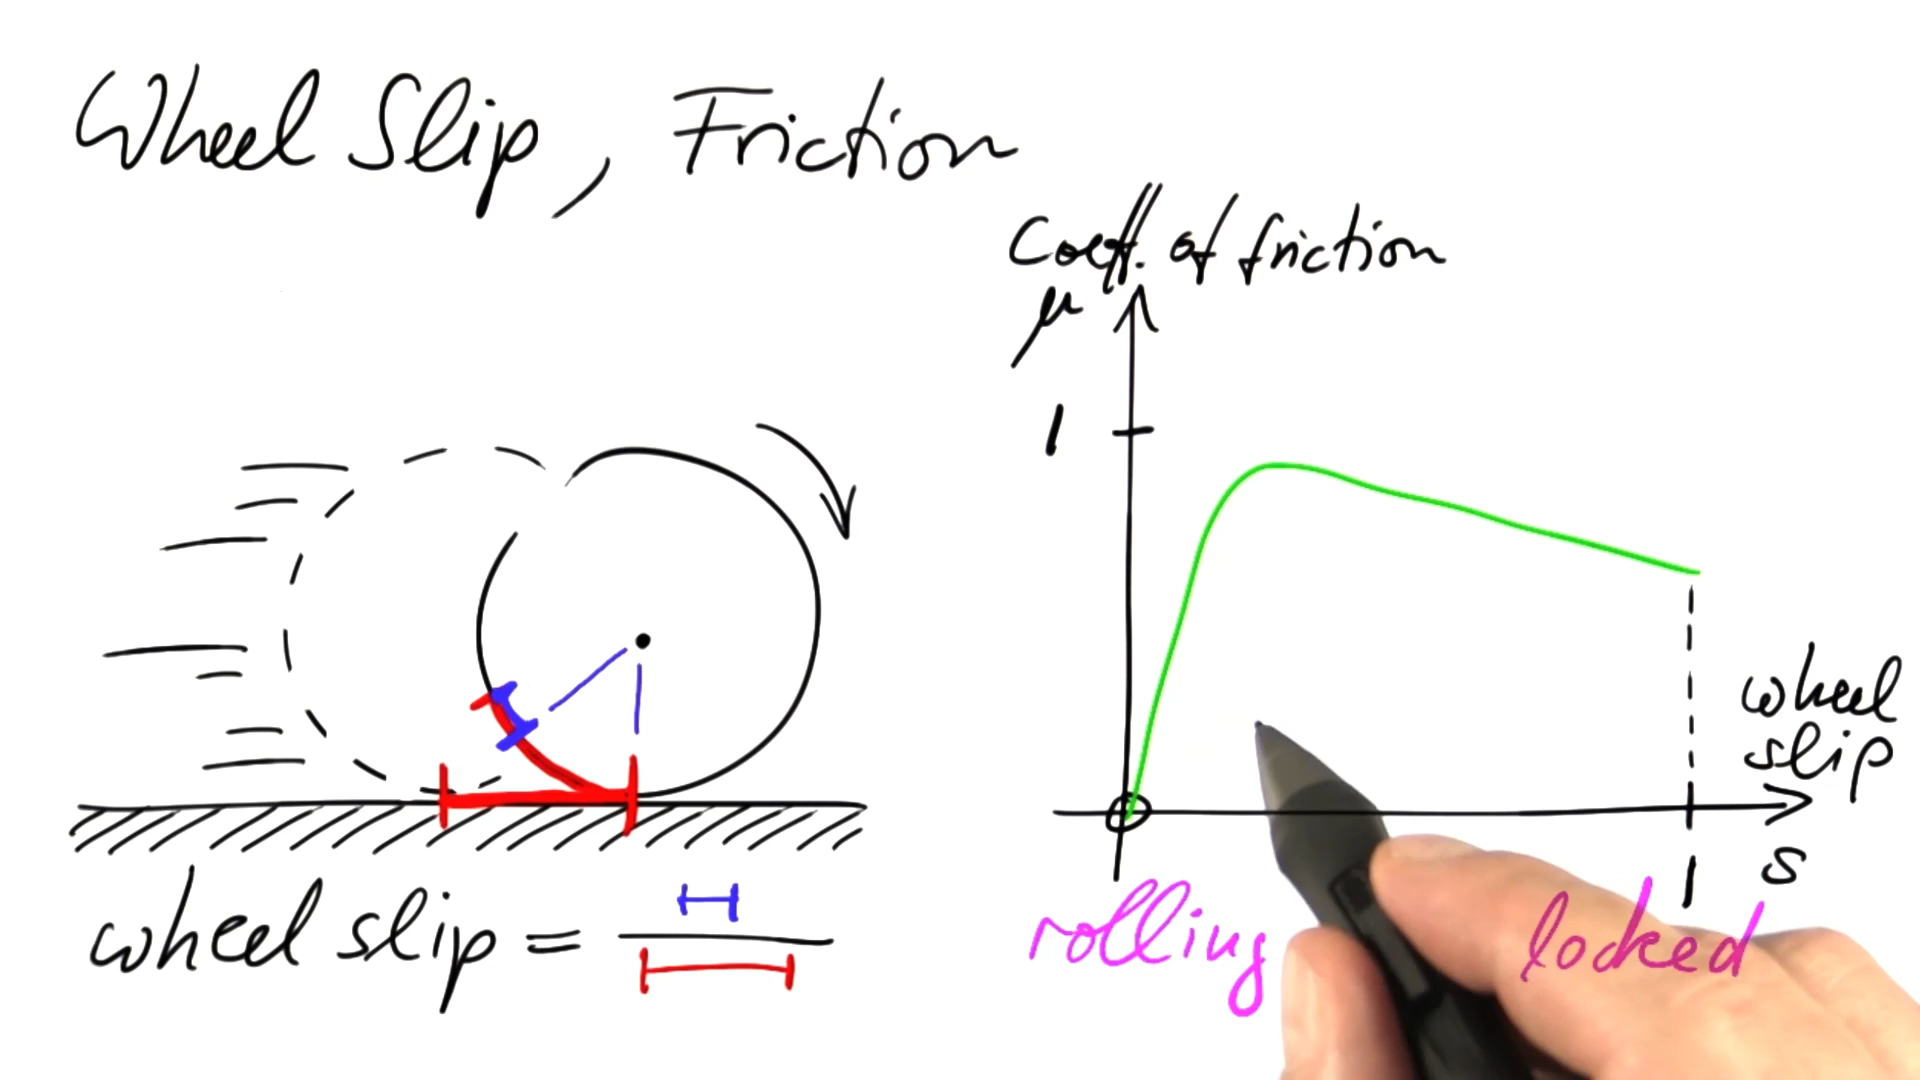 Wheel Slip, Friction
Coeff. of friction
μ
1
wheel
slip
1 s
rolling locked
wheel slip =